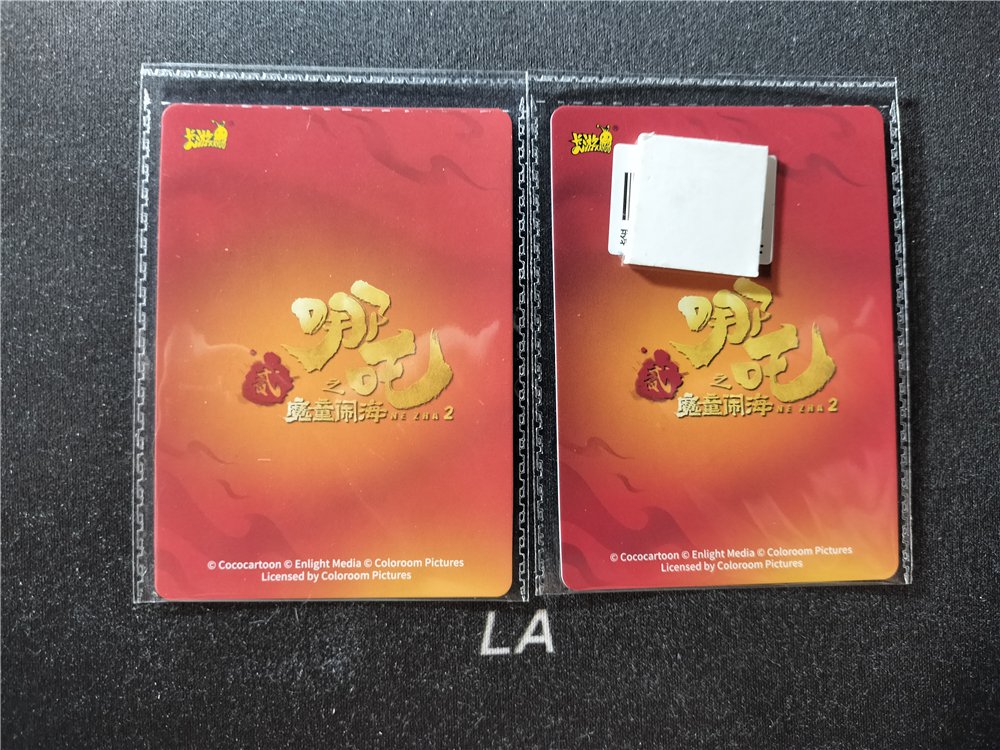 卡游
哪吒
贰
之
魔童闹海 NE ZHA 2
© Cococartoon © Enlight Media © Coloroom Pictures
Licensed by Coloroom Pictures
卡游
哪吒
贰
之
魔童闹海 NE ZHA 2
© Cococartoon © Enlight Media © Coloroom Pictures
Licensed by Coloroom Pictures
LA